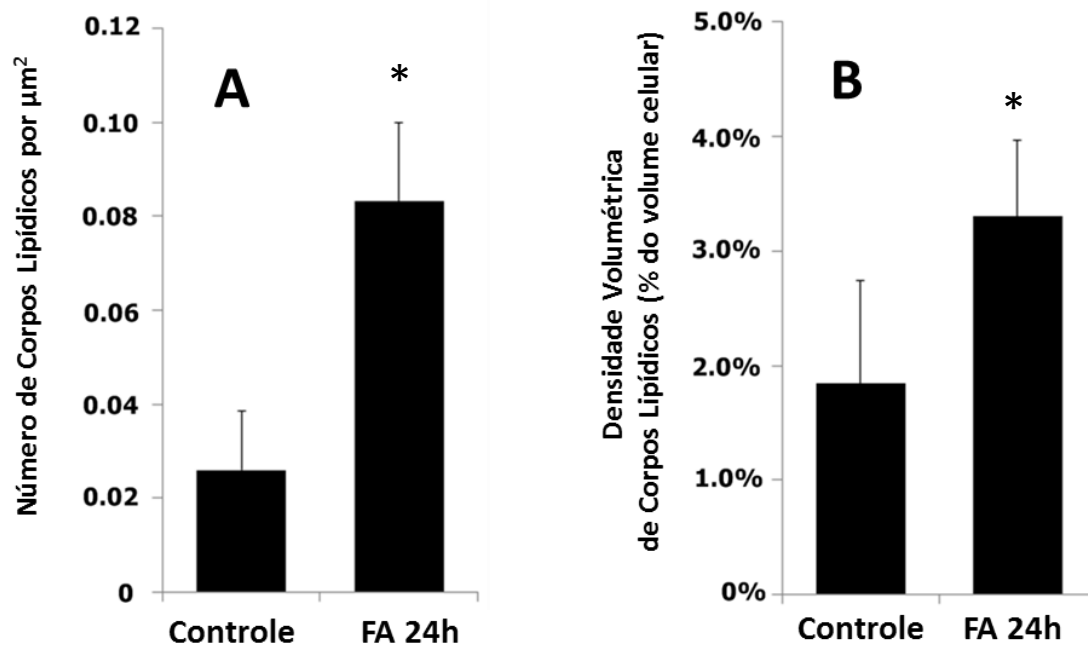 Número de Corpos Lipídicos por µm²
0.12
0.10
0.08
0.06
0.04
0.02
0
A
*
Controle
FA 24h
Densidade Volumétrica
de Corpos Lipídicos (% do volume celular)
5.0%
4.0%
3.0%
2.0%
1.0%
0%
B
*
Controle
FA 24h